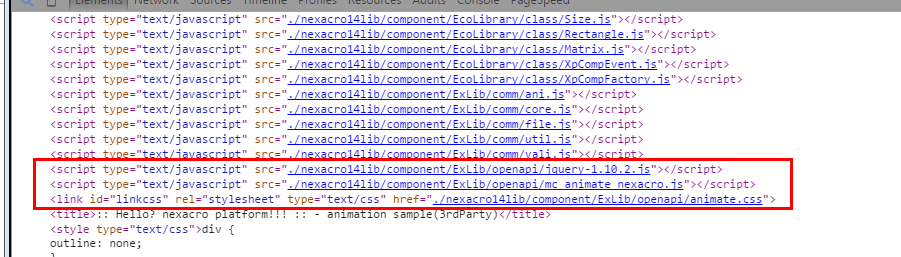 Elements Network Sources Timeline Profiles Resources Audits Console PageSpeed
<script type="text/javascript" src="./nexacro14lib/component/EcoLibrary/class/Size.js"></script>
<script type="text/javascript" src="./nexacro14lib/component/EcoLibrary/class/Rectangle.js"></script>
<script type="text/javascript" src="./nexacro14lib/component/EcoLibrary/class/Matrix.js"></script>
<script type="text/javascript" src="./nexacro14lib/component/EcoLibrary/class/XpCompEvent.js"></script>
<script type="text/javascript" src="./nexacro14lib/component/EcoLibrary/class/XpCompFactory.js"></script>
<script type="text/javascript" src="./nexacro14lib/component/ExLib/comm/ani.js"></script>
<script type="text/javascript" src="./nexacro14lib/component/ExLib/comm/core.js"></script>
<script type="text/javascript" src="./nexacro14lib/component/ExLib/comm/file.js"></script>
<script type="text/javascript" src="./nexacro14lib/component/ExLib/comm/util.js"></script>
<script type="text/javascript" src="./nexacro14lib/component/ExLib/comm/vali.js"></script>
<script type="text/javascript" src="./nexacro14lib/component/ExLib/openapi/jquery-1.10.2.js"></script>
<script type="text/javascript" src="./nexacro14lib/component/ExLib/openapi/mc_animate_nexacro.js"></script>
<link id="linkcss" rel="stylesheet" type="text/css" href="./nexacro14lib/component/ExLib/openapi/animate.css">
<title>:: Hello? nexacro platform!!! :: - animation sample(3rdParty)</title>
<style type="text/css">div {
outline: none;
}